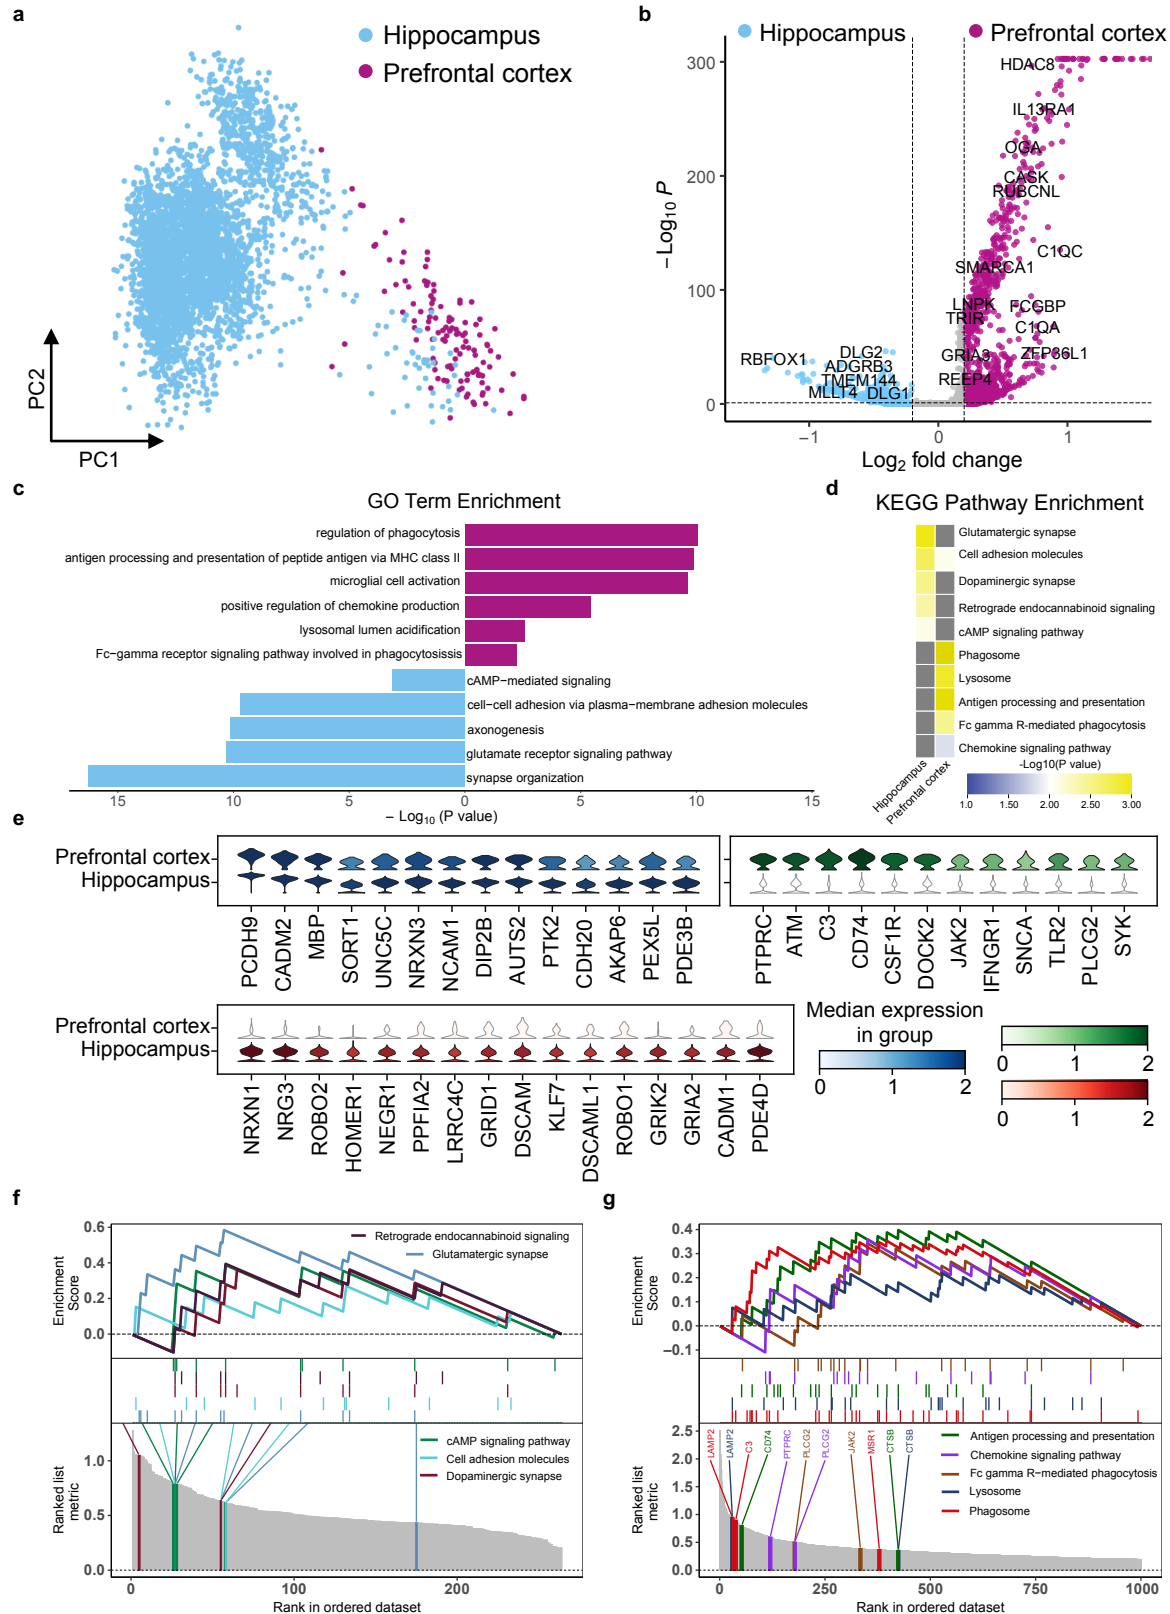 a
Hippocampus
Prefrontal cortex
PC2
PC1
b
Hippocampus
Prefrontal cortex
300
200
100
0
−Log10 P
HDAC8
IL13RA1
OGA
CASK
RUBCNL
C1QC
SMARCA1
LNPK
FCGBP
TRIR
C1QA
GRIA3
ZFP36L1
REEP4
RBFOX1
DLG2
ADGRB3
TMEM144
MLLT4
DLG1
−1
0
1
Log2 fold change
c
GO Term Enrichment
regulation of phagocytosis
antigen processing and presentation of peptide antigen via MHC class II
microglial cell activation
positive regulation of chemokine production
lysosomal lumen acidification
Fc−gamma receptor signaling pathway involved in phagocytosisis
cAMP−mediated signaling
cell−cell adhesion via plasma−membrane adhesion molecules
axonogenesis
glutamate receptor signaling pathway
synapse organization
15
10
5
0
5
10
15
− Log10 (P value)
d
KEGG Pathway Enrichment
Glutamatergic synapse
Cell adhesion molecules
Dopaminergic synapse
Retrograde endocannabinoid signaling
cAMP signaling pathway
Phagosome
Lysosome
Antigen processing and presentation
Fc gamma R-mediated phagocytosis
Chemokine signaling pathway
Hippocampus
Prefrontal cortex
-Log10(P value)
1.0
1.50
2.00
2.50
3.00
e
Prefrontal cortex
Hippocampus
PCDH9
CADM2
MBP
SORT1
UNC5C
NRXN3
NCAM1
DIP2B
AUTS2
PTK2
CDH20
AKAP6
PEX5L
PDE3B
PTPRC
ATM
C3
CD74
CSF1R
DOCK2
JAK2
IFNGR1
SNCA
TLR2
PLCG2
SYK
Prefrontal cortex
Hippocampus
NRXN1
NRG3
ROBO2
HOMER1
NEGR1
PPFIA2
LRRC4C
GRID1
DSCAM
KLF7
DSCAML1
ROBO1
GRIK2
GRIA2
CADM1
PDE4D
Median expression
in group
0
1
2
0
1
2
0
1
2
f
0.6
0.4
0.2
0.0
Enrichment
Score
Retrograde endocannabinoid signaling
Glutamatergic synapse
cAMP signaling pathway
Cell adhesion molecules
Dopaminergic synapse
1.0
0.5
0.0
Ranked list
metric
0
100
200
Rank in ordered dataset
g
0.4
0.3
0.2
0.1
0.0
−0.1
Enrichment
Score
2.5
2.0
1.5
1.0
0.5
0.0
Ranked list
metric
LAMP2
LAMP2
C3
CD74
PTPRC
PLCG2
PLCG2
JAK2
MSR1
CTSB
CTSB
Antigen processing and presentation
Chemokine signaling pathway
Fc gamma R−mediated phagocytosis
Lysosome
Phagosome
0
250
500
750
1000
Rank in ordered dataset